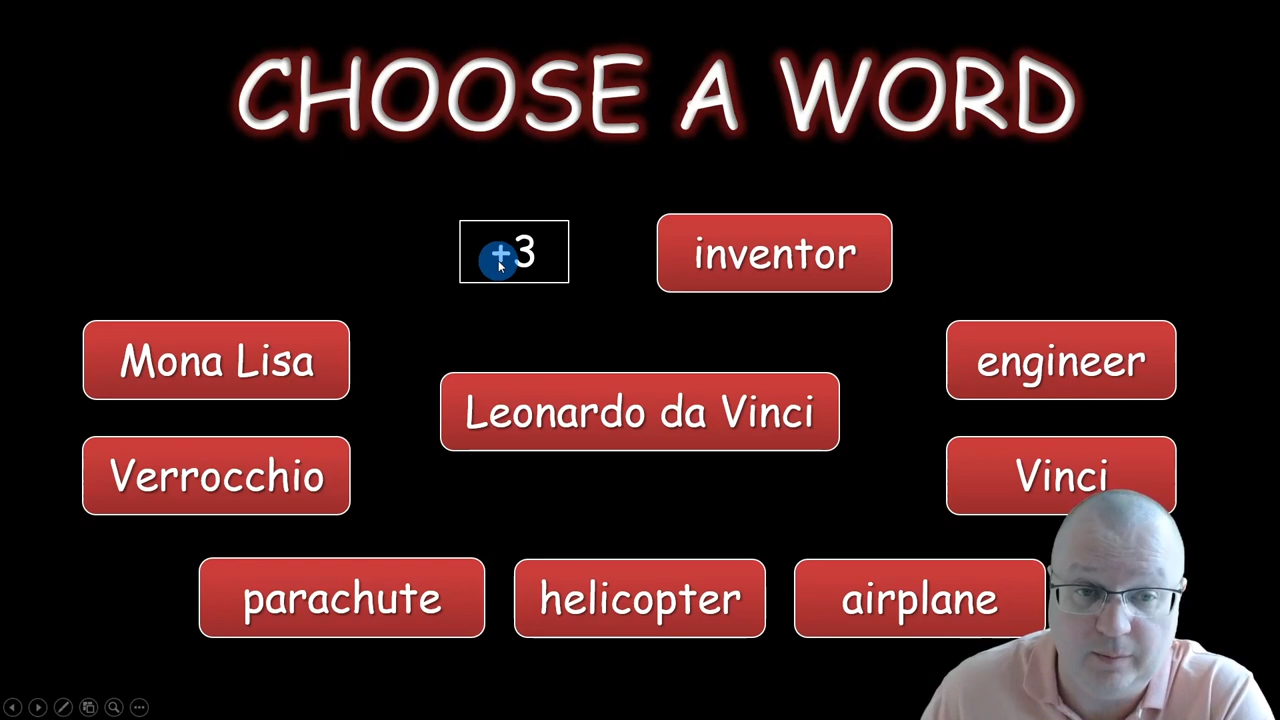 CHOOSE A WORD
+3
inventor
Mona Lisa
engineer
Leonardo da Vinci
Verrocchio
Vinci
parachute
helicopter
airplane